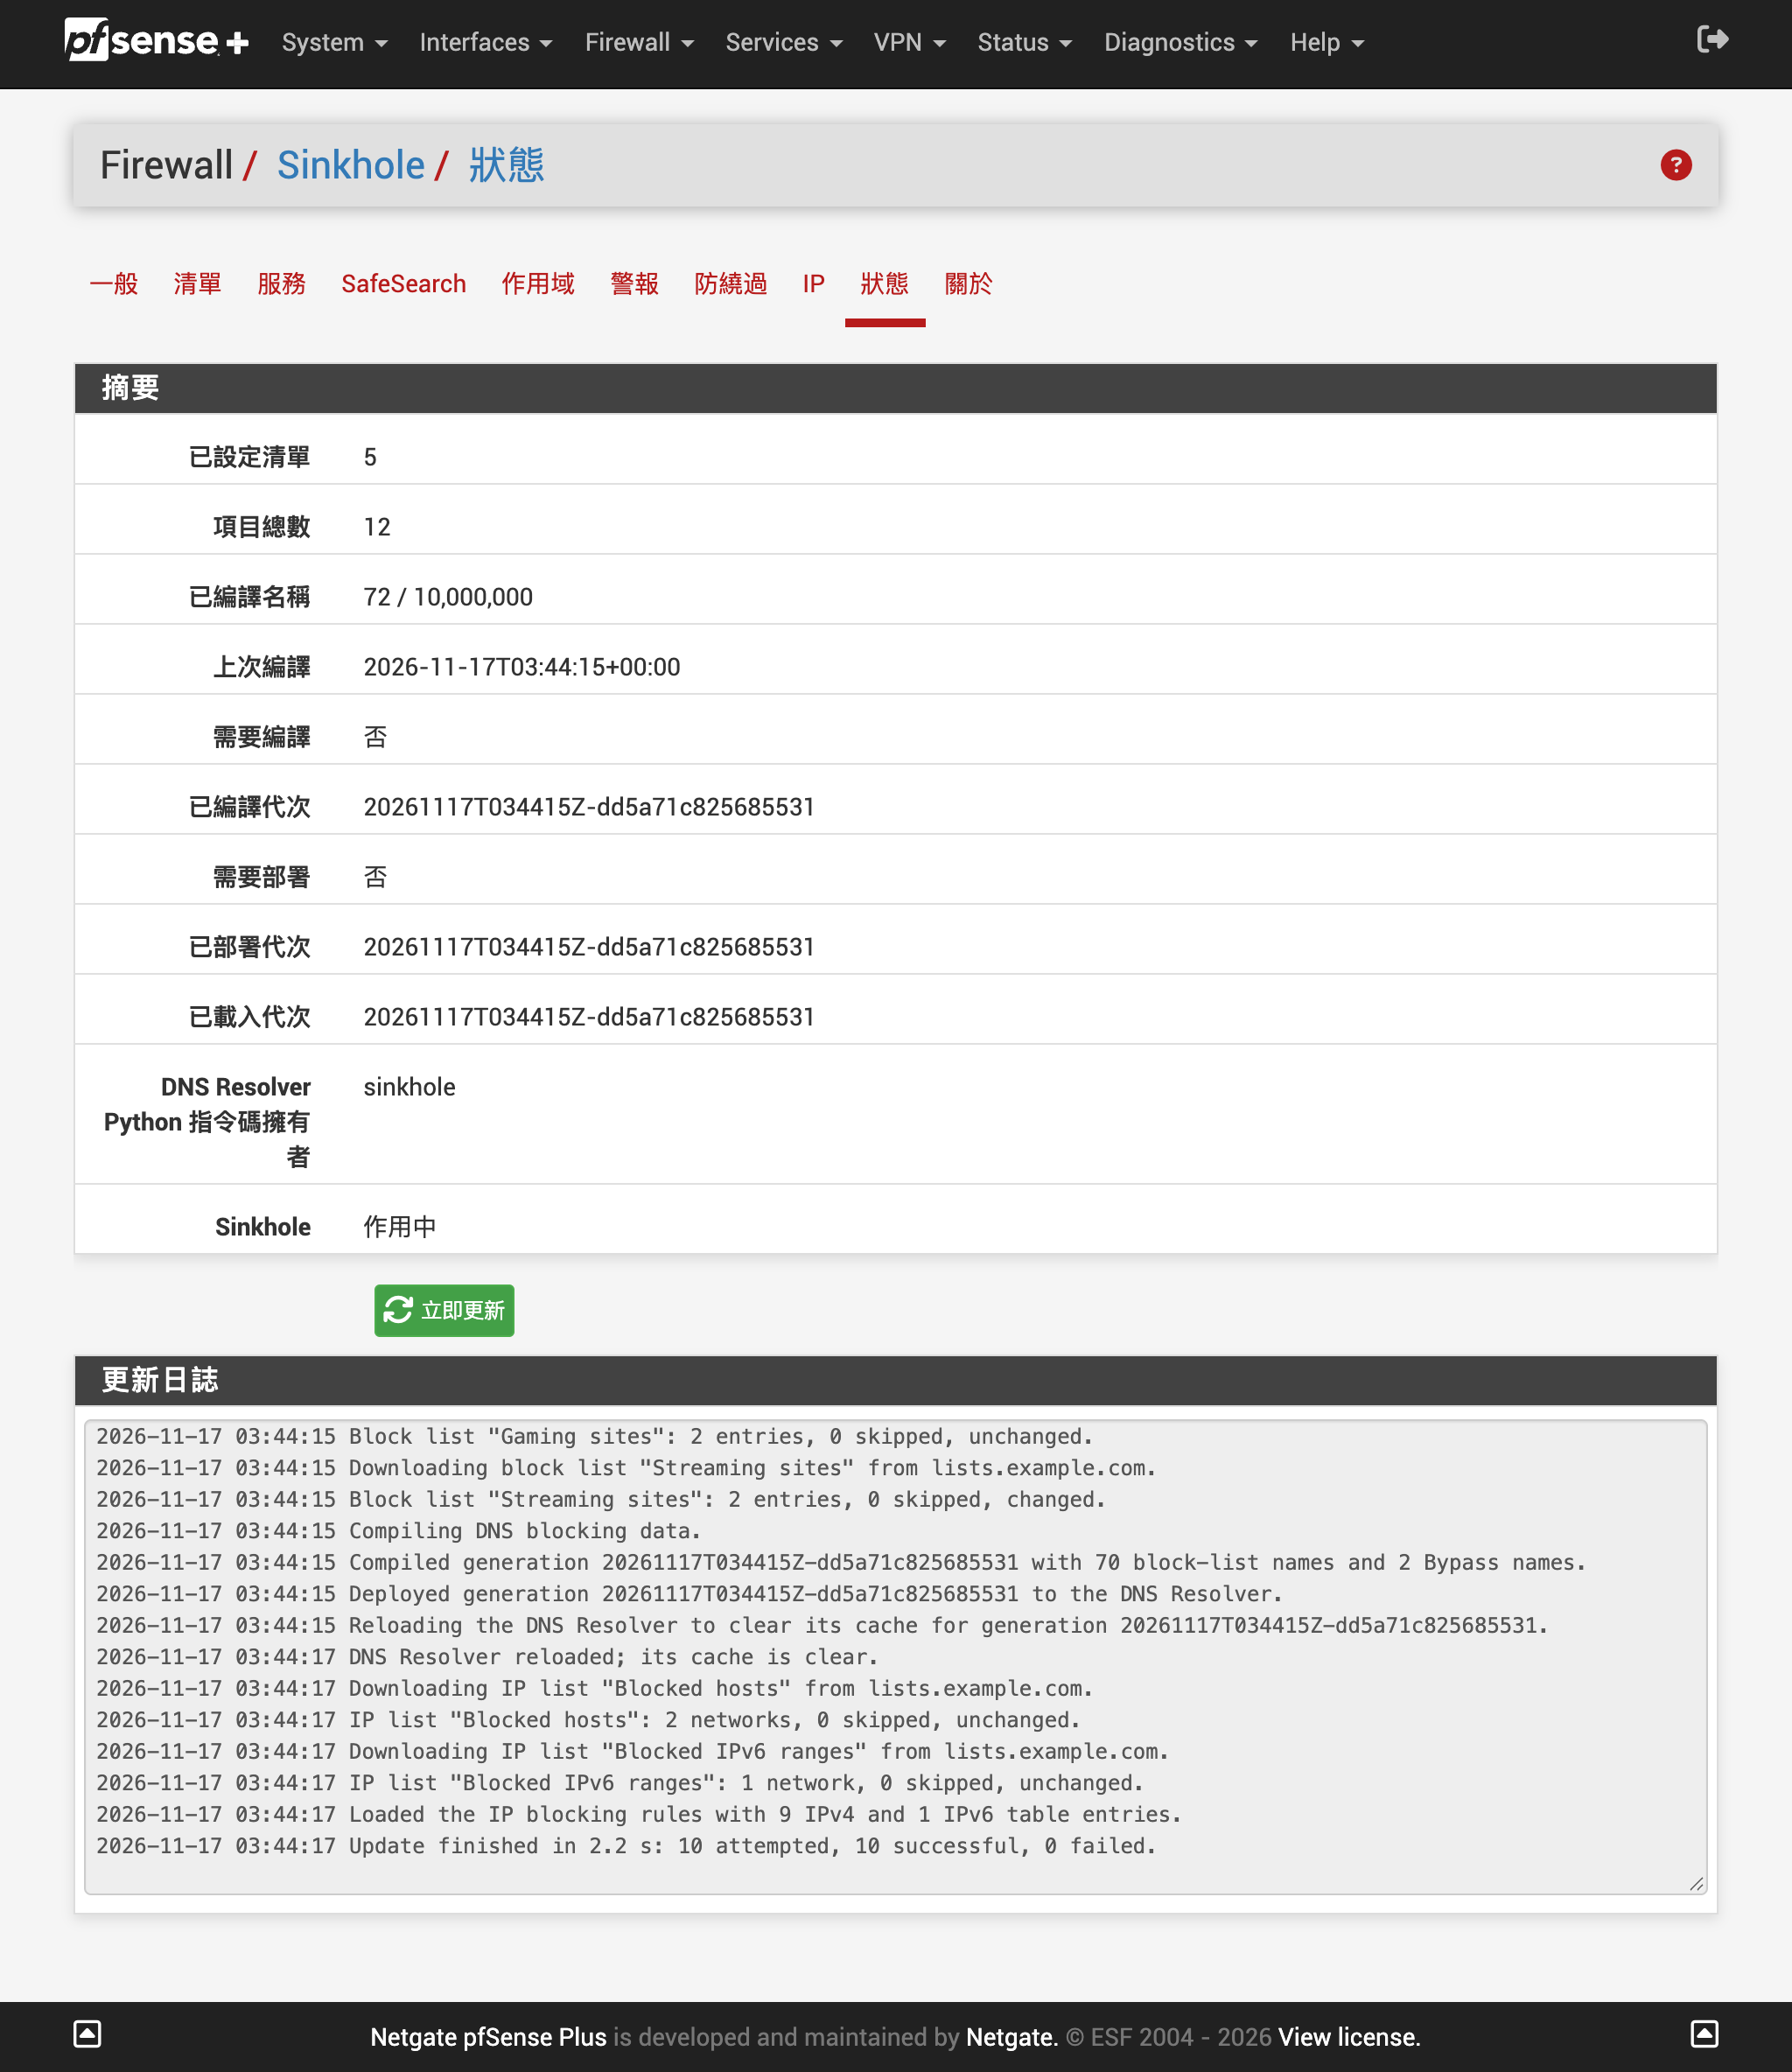 pfsense +
System
Interfaces
Firewall
Services
VPN
Status
Diagnostics
Help
Firewall / Sinkhole / 狀態
?
一般
清單
服務
SafeSearch
作用域
警報
防繞過
IP
狀態
關於
摘要
已設定清單 5
項目總數 12
已編譯名稱 72 / 10,000,000
上次編譯 2026-11-17T03:44:15+00:00
需要編譯 否
已編譯代次 20261117T034415Z-dd5a71c825685531
需要部署 否
已部署代次 20261117T034415Z-dd5a71c825685531
已載入代次 20261117T034415Z-dd5a71c825685531
DNS Resolver sinkhole
Python 指令碼擁有
者
Sinkhole 作用中
立即更新
更新日誌
2026-11-17 03:44:15 Block list "Gaming sites": 2 entries, 0 skipped, unchanged.
2026-11-17 03:44:15 Downloading block list "Streaming sites" from lists.example.com.
2026-11-17 03:44:15 Block list "Streaming sites": 2 entries, 0 skipped, changed.
2026-11-17 03:44:15 Compiling DNS blocking data.
2026-11-17 03:44:15 Compiled generation 20261117T034415Z-dd5a71c825685531 with 70 block-list names and 2 Bypass names.
2026-11-17 03:44:15 Deployed generation 20261117T034415Z-dd5a71c825685531 to the DNS Resolver.
2026-11-17 03:44:15 Reloading the DNS Resolver to clear its cache for generation 20261117T034415Z-dd5a71c825685531.
2026-11-17 03:44:17 DNS Resolver reloaded; its cache is clear.
2026-11-17 03:44:17 Downloading IP list "Blocked hosts" from lists.example.com.
2026-11-17 03:44:17 IP list "Blocked hosts": 2 networks, 0 skipped, unchanged.
2026-11-17 03:44:17 Downloading IP list "Blocked IPv6 ranges" from lists.example.com.
2026-11-17 03:44:17 IP list "Blocked IPv6 ranges": 1 network, 0 skipped, unchanged.
2026-11-17 03:44:17 Loaded the IP blocking rules with 9 IPv4 and 1 IPv6 table entries.
2026-11-17 03:44:17 Update finished in 2.2 s: 10 attempted, 10 successful, 0 failed.
Netgate pfSense Plus is developed and maintained by Netgate. © ESF 2004 - 2026 View license.